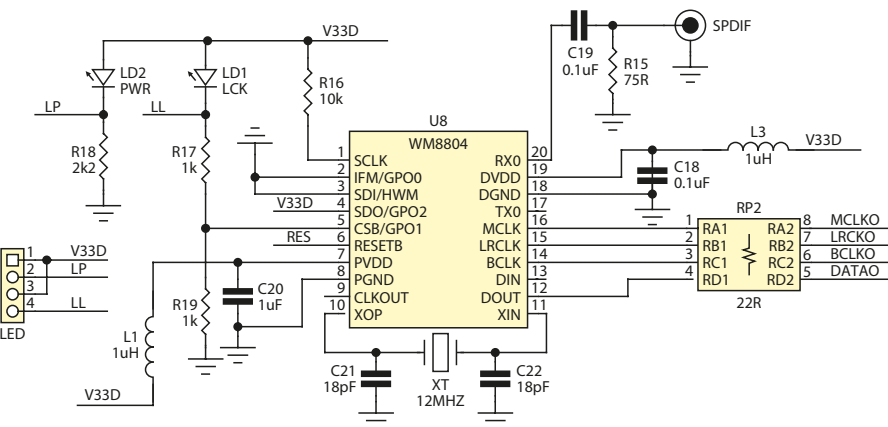 V33D
LD2
PWR
LD1
LCK
LP
LL
R16
10k
R18
2k2
R17
1k
C19
0.1uF
R15
75R
SPDIF
U8
WM8804
1 SCLK
2 IFM/GPO0
3 SDI/HWM
4 SDO/GPO2
5 CSB/GPO1
6 RESETB
7 PVDD
8 PGND
9 CLKOUT
10 XOP
RX0 20
DVDD 19
DGND 18
TX0 17
MCLK 16
LRCLK 15
BCLK 14
DIN 13
DOUT 12
XIN 11
V33D
RES
L3
1uH
V33D
C18
0.1uF
RP2
1 RA1 RA2 8 MCLKO
2 RB1 RB2 7 LRCKO
3 RC1 RC2 6 BCLKO
4 RD1 RD2 5 DATAO
22R
1 V33D
2 LP
3
4 LL
LED
C20
1uF
R19
1k
L1
1uH
V33D
C21
18pF
XT
12MHZ
C22
18pF